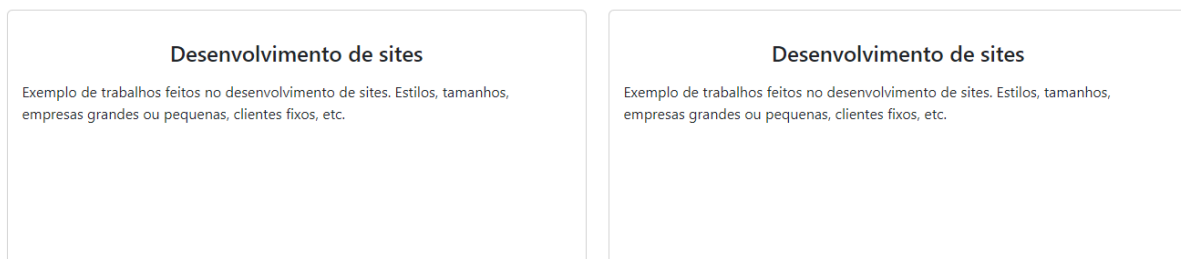 Desenvolvimento de sites
Exemplo de trabalhos feitos no desenvolvimento de sites. Estilos, tamanhos,
empresas grandes ou pequenas, clientes fixos, etc.
Desenvolvimento de sites
Exemplo de trabalhos feitos no desenvolvimento de sites. Estilos, tamanhos,
empresas grandes ou pequenas, clientes fixos, etc.